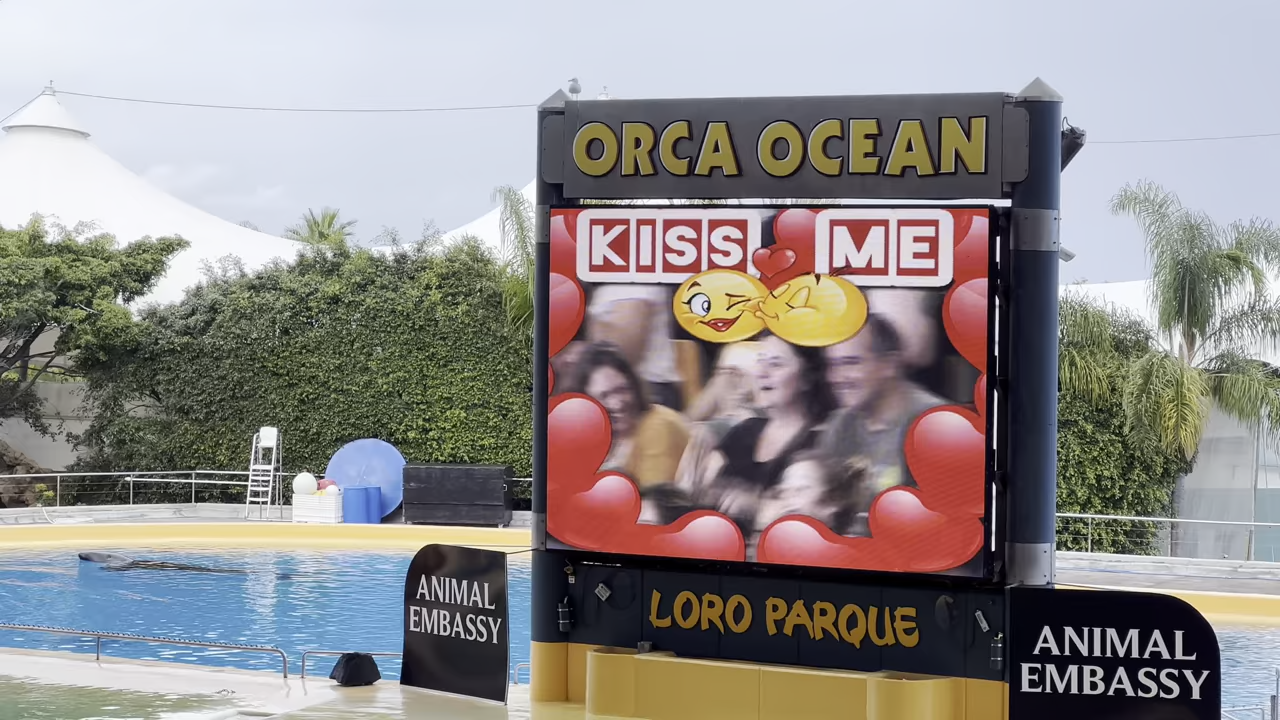 ORCA OCEAN
KISS ME
LORO PARQUE
ANIMAL
EMBASSY
ANIMAL
EMBASSY